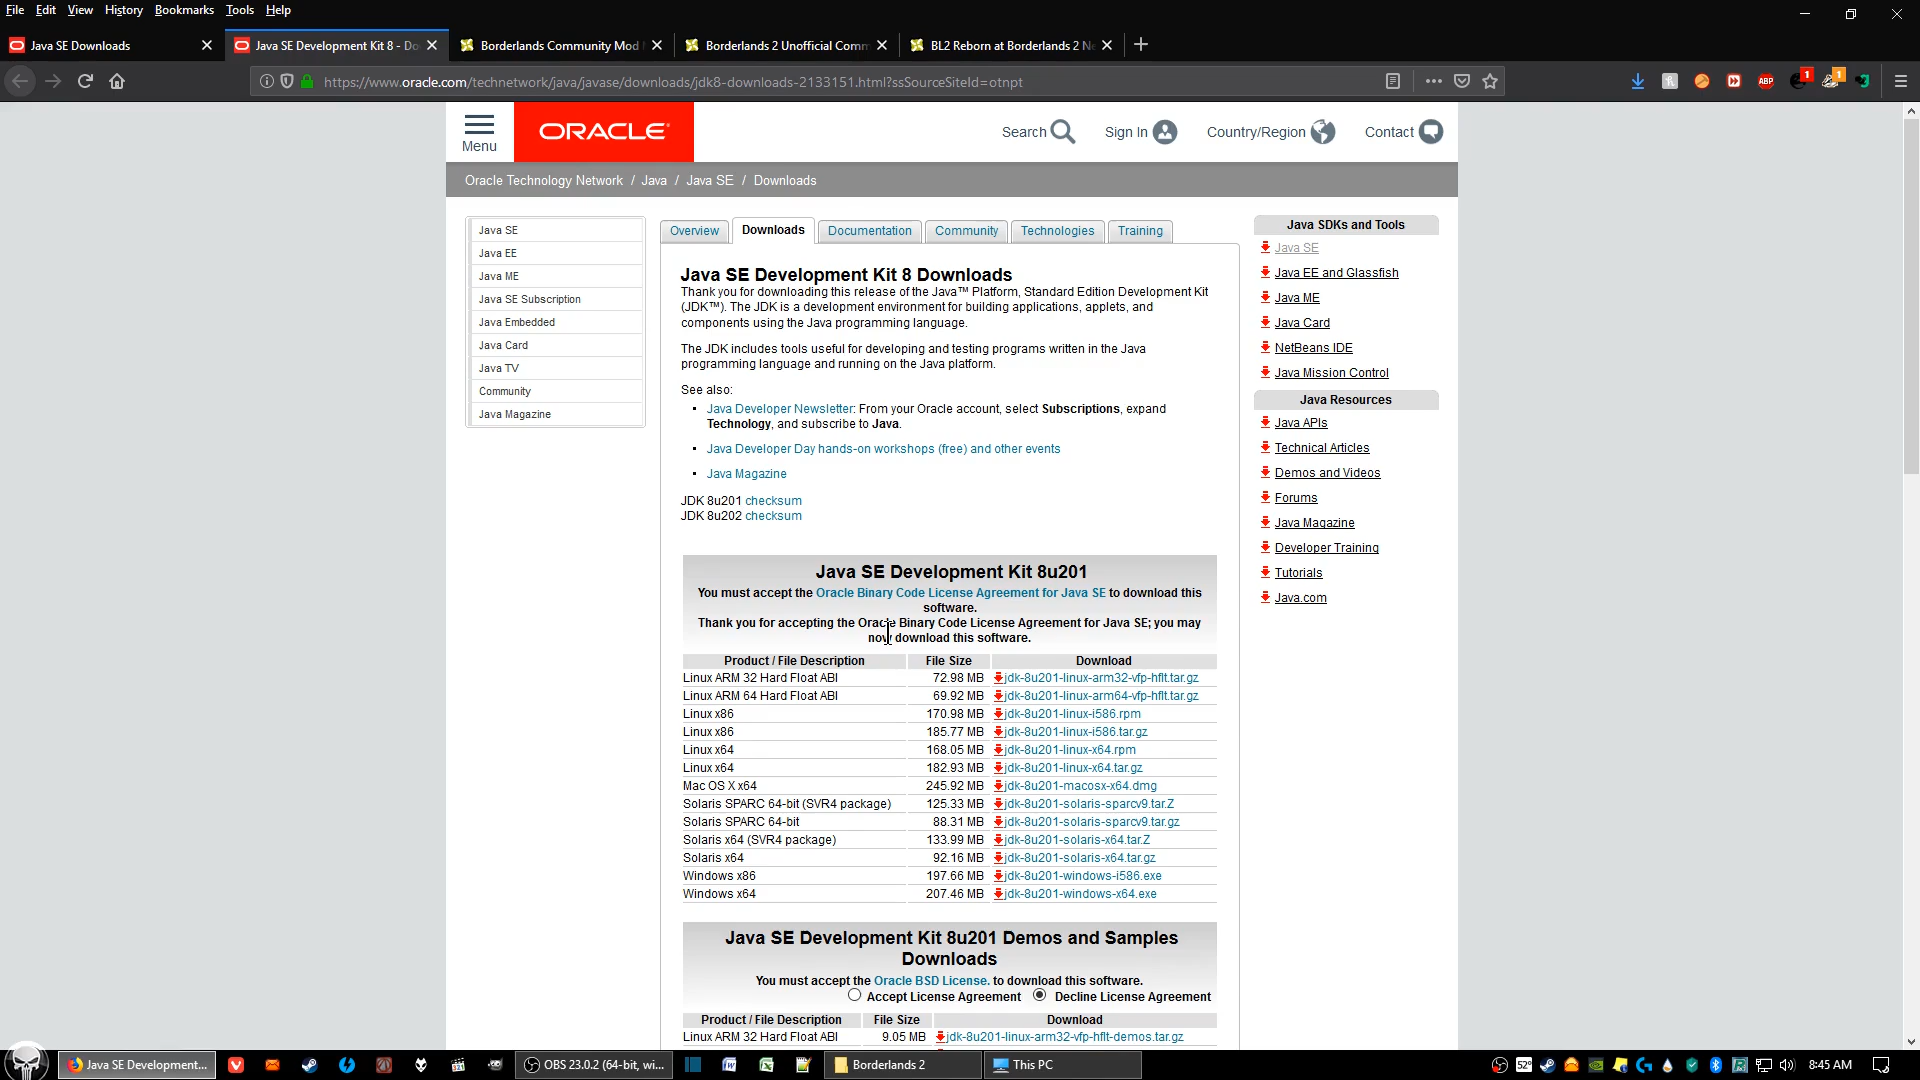 File Edit View History Bookmarks Tools Help
Java SE Downloads
Java SE Development Kit 8 - Do
Borderlands Community Mod
Borderlands 2 Unofficial Comm
BL2 Reborn at Borderlands 2 Ne
https://www.oracle.com/technetwork/java/javase/downloads/jdk8-downloads-2133151.html?ssSourceSiteId=otnpt
ABP
1
1
Menu
ORACLE
Search
Sign In
Country/Region
Contact
Oracle Technology Network / Java / Java SE / Downloads
Java SE
Java EE
Java ME
Java SE Subscription
Java Embedded
Java Card
Java TV
Community
Java Magazine
Overview
Downloads
Documentation
Community
Technologies
Training
Java SE Development Kit 8 Downloads
Thank you for downloading this release of the Java™ Platform, Standard Edition Development Kit
(JDK™). The JDK is a development environment for building applications, applets, and
components using the Java programming language.
The JDK includes tools useful for developing and testing programs written in the Java
programming language and running on the Java platform.
See also:
Java Developer Newsletter: From your Oracle account, select Subscriptions, expand
Technology, and subscribe to Java.
Java Developer Day hands-on workshops (free) and other events
Java Magazine
JDK 8u201 checksum
JDK 8u202 checksum
Java SE Development Kit 8u201
You must accept the Oracle Binary Code License Agreement for Java SE to download this
software.
Thank you for accepting the Oracle Binary Code License Agreement for Java SE; you may
now download this software.
Product / File Description File Size Download
Linux ARM 32 Hard Float ABI 72.98 MB jdk-8u201-linux-arm32-vfp-hflt.tar.gz
Linux ARM 64 Hard Float ABI 69.92 MB jdk-8u201-linux-arm64-vfp-hflt.tar.gz
Linux x86 170.98 MB jdk-8u201-linux-i586.rpm
Linux x86 185.77 MB jdk-8u201-linux-i586.tar.gz
Linux x64 168.05 MB jdk-8u201-linux-x64.rpm
Linux x64 182.93 MB jdk-8u201-linux-x64.tar.gz
Mac OS X x64 245.92 MB jdk-8u201-macosx-x64.dmg
Solaris SPARC 64-bit (SVR4 package) 125.33 MB jdk-8u201-solaris-sparcv9.tar.Z
Solaris SPARC 64-bit 88.31 MB jdk-8u201-solaris-sparcv9.tar.gz
Solaris x64 (SVR4 package) 133.99 MB jdk-8u201-solaris-x64.tar.Z
Solaris x64 92.16 MB jdk-8u201-solaris-x64.tar.gz
Windows x86 197.66 MB jdk-8u201-windows-i586.exe
Windows x64 207.46 MB jdk-8u201-windows-x64.exe
Java SE Development Kit 8u201 Demos and Samples
Downloads
You must accept the Oracle BSD License. to download this software.
Accept License Agreement Decline License Agreement
Product / File Description File Size Download
Linux ARM 32 Hard Float ABI 9.05 MB jdk-8u201-linux-arm32-vfp-hflt-demos.tar.gz
Java SDKs and Tools
Java SE
Java EE and Glassfish
Java ME
Java Card
NetBeans IDE
Java Mission Control
Java Resources
Java APIs
Technical Articles
Demos and Videos
Forums
Java Magazine
Developer Training
Tutorials
Java.com
Java SE Development...
OBS 23.0.2 (64-bit, wi...
Borderlands 2
This PC
52°
8:45 AM